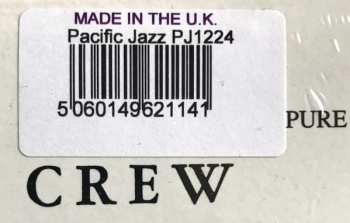 MADE IN THE U.K.
Pacific Jazz PJ1224
5 060149 621141
PURE
CREW